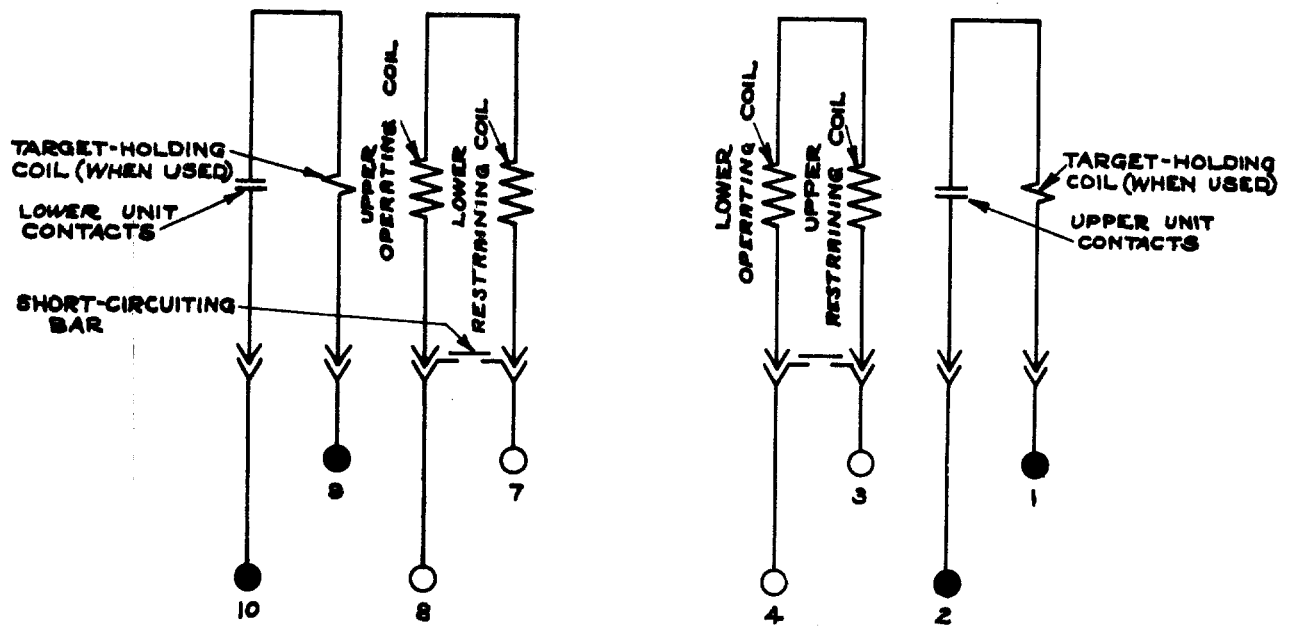 TARGET-HOLDING
COIL (WHEN USED)
LOWER UNIT
CONTACTS
SHORT-CIRCUITING
BAR
UPPER
OPERATING COIL
LOWER
RESTRAINING COIL
LOWER
OPERATING COIL
UPPER
RESTRAINING COIL
TARGET-HOLDING
COIL (WHEN USED)
UPPER UNIT
CONTACTS
9
7
3
1
10
8
4
2